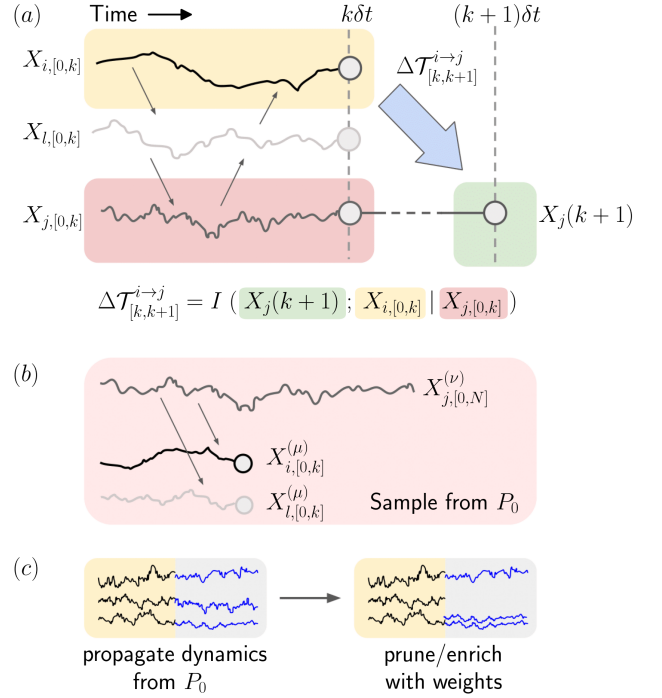 (a) Time kδt (k+1)δt
X_{i,[0,k]} Δ𝒯^{i→j}_{[k,k+1]}
X_{l,[0,k]}
X_{j,[0,k]} X_j(k+1)
Δ𝒯^{i→j}_{[k,k+1]} = I ( X_j(k+1) ; X_{i,[0,k]} | X_{j,[0,k]} )
(b) X^{(ν)}_{j,[0,N]}
X^{(μ)}_{i,[0,k]}
X^{(μ)}_{l,[0,k]} Sample from P_0
(c)
propagate dynamics
from P_0
prune/enrich
with weights